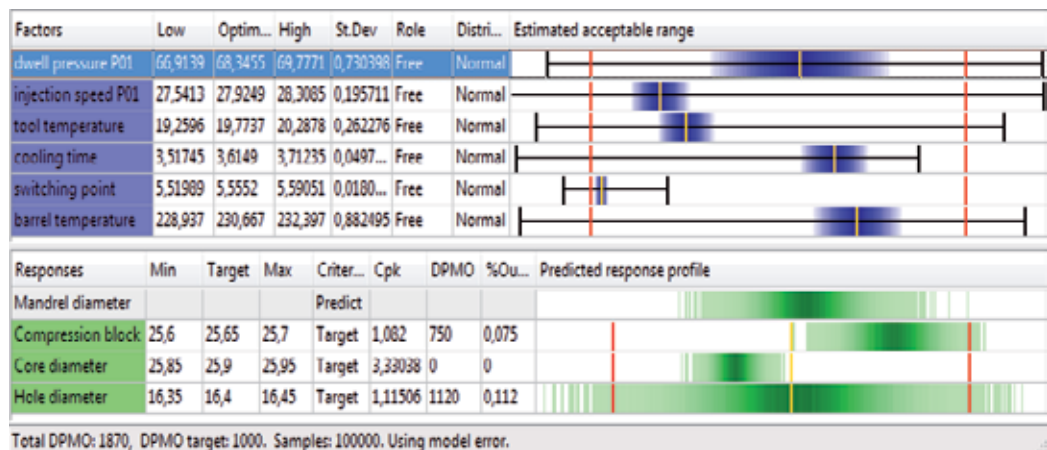 Factors Low Optim... High St.Dev Role Distri... Estimated acceptable range
dwell pressure P01 66,9139 68,3455 69,7771 0,730398 Free Normal
injection speed P01 27,5413 27,9249 28,3085 0,195711 Free Normal
tool temperature 19,2596 19,7737 20,2878 0,262276 Free Normal
cooling time 3,51745 3,6149 3,71235 0,0497... Free Normal
switching point 5,51989 5,5552 5,59051 0,0180... Free Normal
barrel temperature 228,937 230,667 232,397 0,882495 Free Normal
Responses Min Target Max Criter... Cpk DPMO %Ou... Predicted response profile
Mandrel diameter Predict
Compression block 25,6 25,65 25,7 Target 1,082 750 0,075
Core diameter 25,85 25,9 25,95 Target 3,33038 0 0
Hole diameter 16,35 16,4 16,45 Target 1,11506 1120 0,112
Total DPMO: 1870, DPMO target: 1000. Samples: 100000. Using model error.